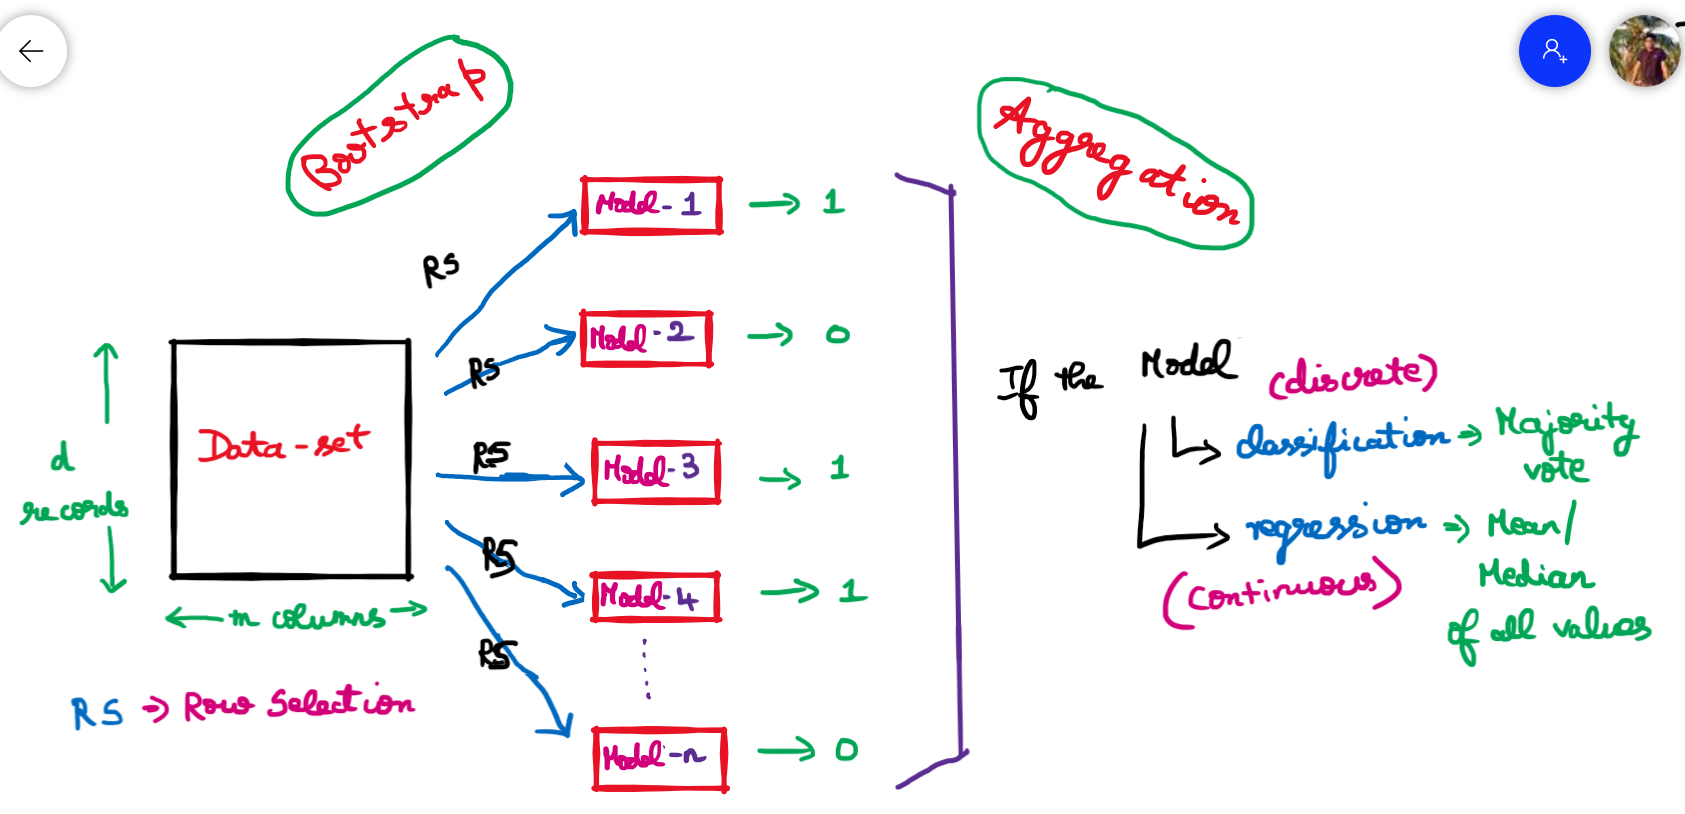 Bootstrap
Aggregation
Model - 1 → 1
RS
Model - 2 → 0
RS
Model - 3 → 1
RS
Model - 4 → 1
RS
Model - n → 0
RS
Data-set
d
records
← m columns →
RS → Row Selection
If the Model
(discrete)
classification ⇒ Majority
vote
regression ⇒ Mean/
Median
of all values
(continuous)